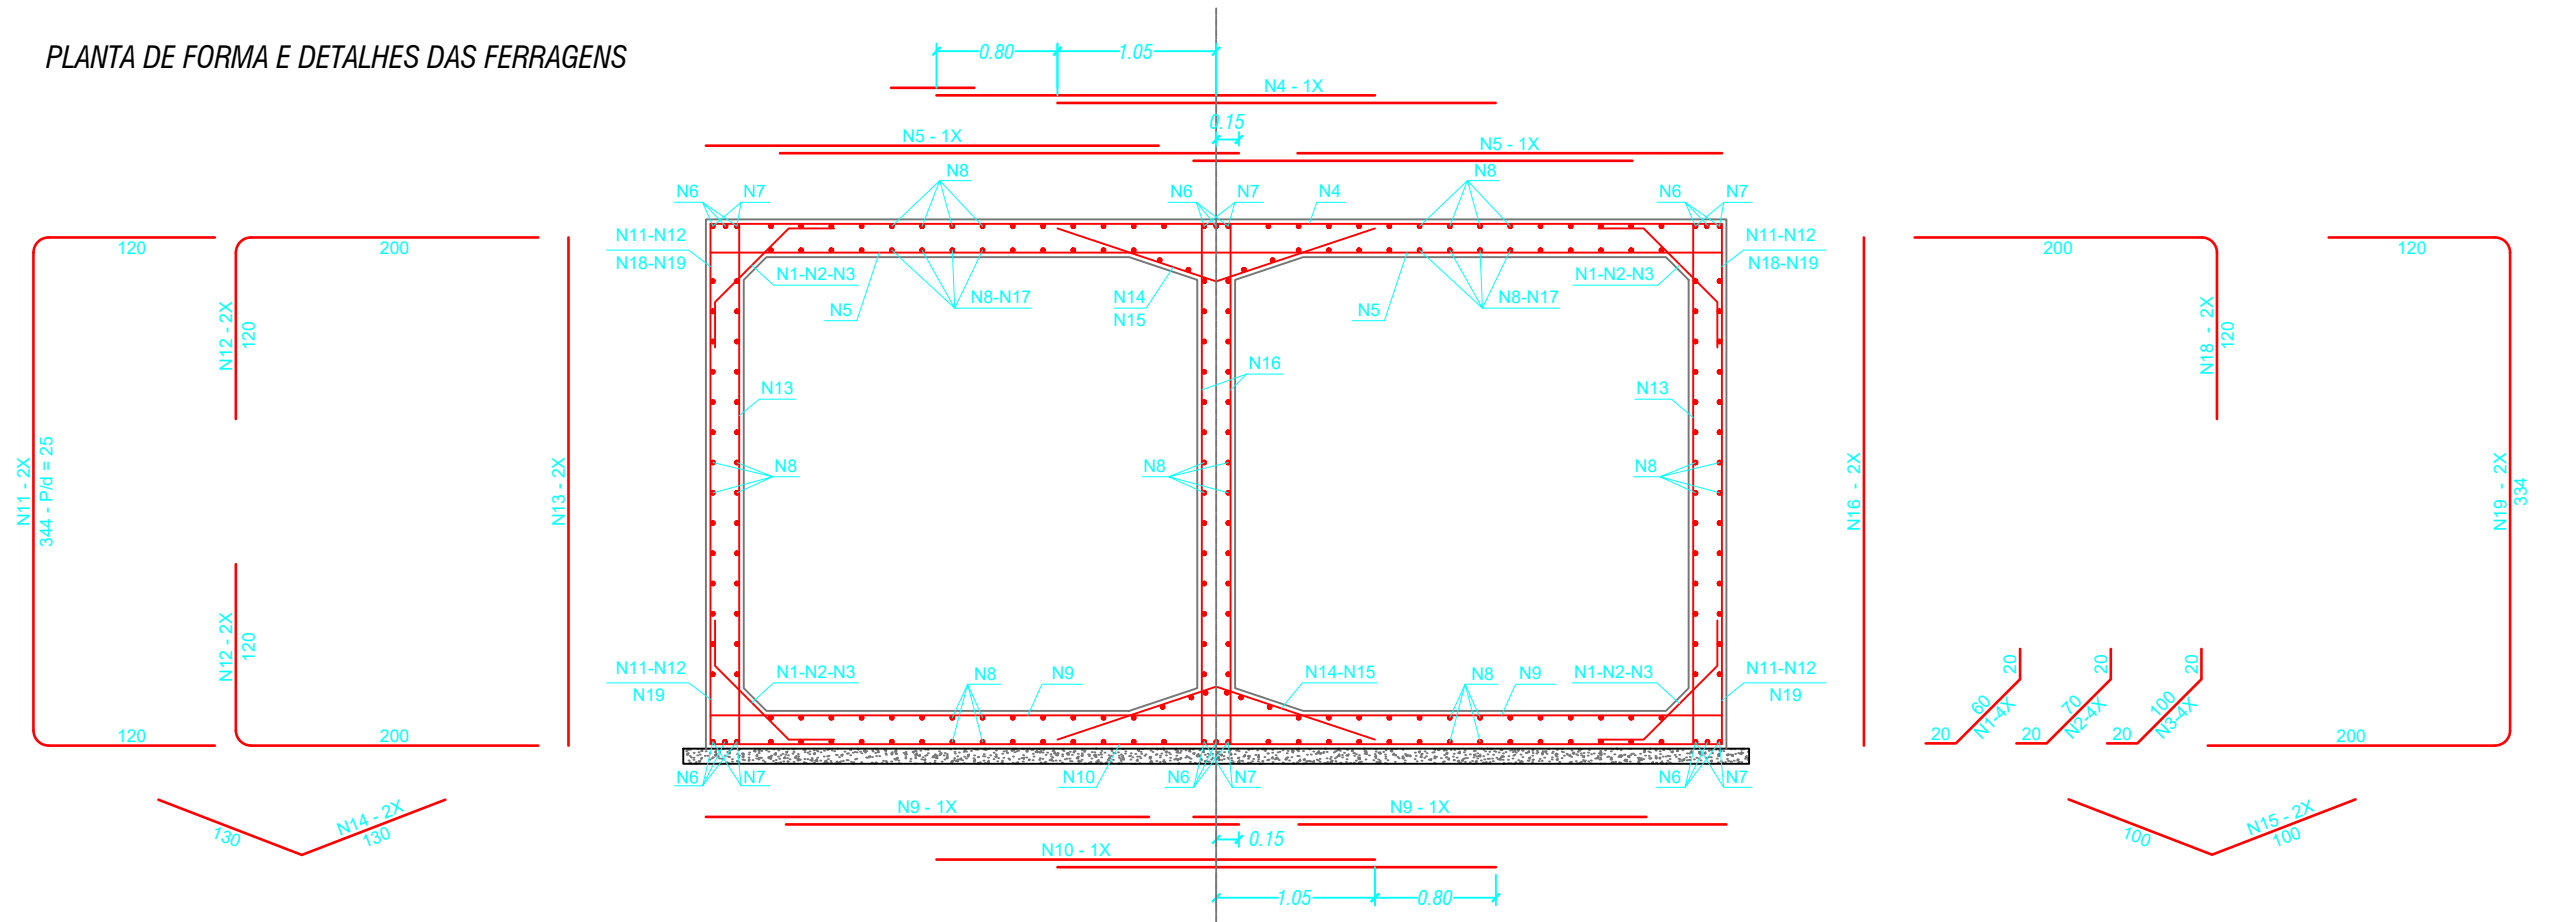 PLANTA DE FORMA E DETALHES DAS FERRAGENS
0.80
1.05
N4 - 1X
0.15
N5 - 1X
N5 - 1X
N8
N8
N6
N7
N6
N7
N4
N6
N7
N11-N12
N18-N19
N11-N12
N18-N19
120
200
200
120
N1-N2-N3
N1-N2-N3
N5
N8-N17
N14
N15
N5
N8-N17
N12 - 2X
120
N18 - 2X
120
N16
N13
N13
N11 - 2X
344 - P/d = 25
N8
N13 - 2X
N8
N8
N16 - 2X
N19 - 2X
334
N12 - 2X
120
N11-N12
N19
N1-N2-N3
N8
N9
N14-N15
N8
N9
N1-N2-N3
N11-N12
N19
20
60
N1-4X
20
20
70
N2-4X
20
20
100
N3-4X
20
120
200
200
N6
N7
N10
N6
N7
N6
N7
N9 - 1X
N9 - 1X
130
N14 - 2X
130
0.15
100
N15 - 2X
100
N10 - 1X
1.05
0.80